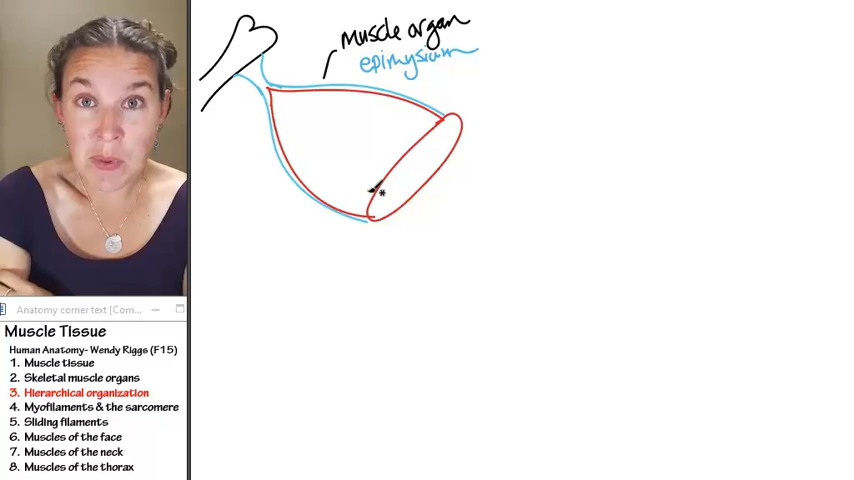 muscle organ
epimysium
*
Anatomy corner text [Com...
Muscle Tissue
Human Anatomy- Wendy Riggs (F15)
1. Muscle tissue
2. Skeletal muscle organs
3. Hierarchical organization
4. Myofilaments & the sarcomere
5. Sliding filaments
6. Muscles of the face
7. Muscles of the neck
8. Muscles of the thorax